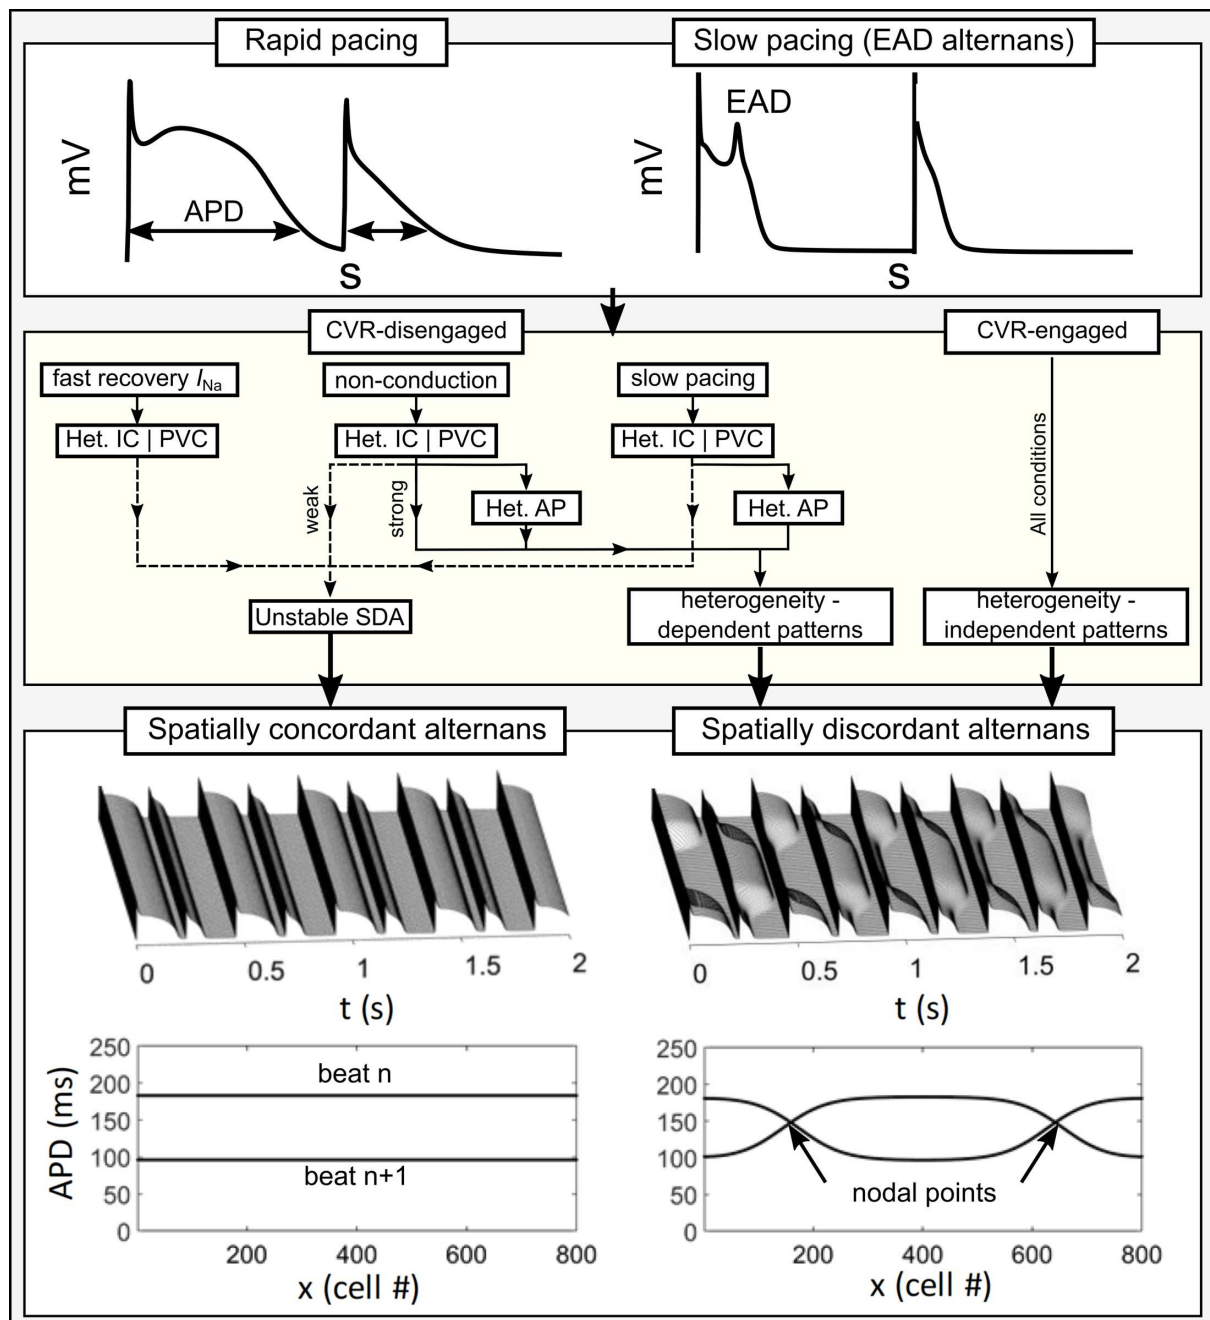 Rapid pacing
Slow pacing (EAD alternans)
mV
APD
s
mV
EAD
s
CVR-disengaged
CVR-engaged
fast recovery INa
non-conduction
slow pacing
Het. IC | PVC
Het. IC | PVC
Het. IC | PVC
weak
strong
Het. AP
Het. AP
All conditions
Unstable SDA
heterogeneity -
dependent patterns
heterogeneity -
independent patterns
Spatially concordant alternans
Spatially discordant alternans
0 0.5 1 1.5 2
t (s)
0 0.5 1 1.5 2
t (s)
APD (ms)
250
200
150
100
50
0
beat n
beat n+1
200 400 600 800
x (cell #)
250
200
150
100
50
0
nodal points
200 400 600 800
x (cell #)